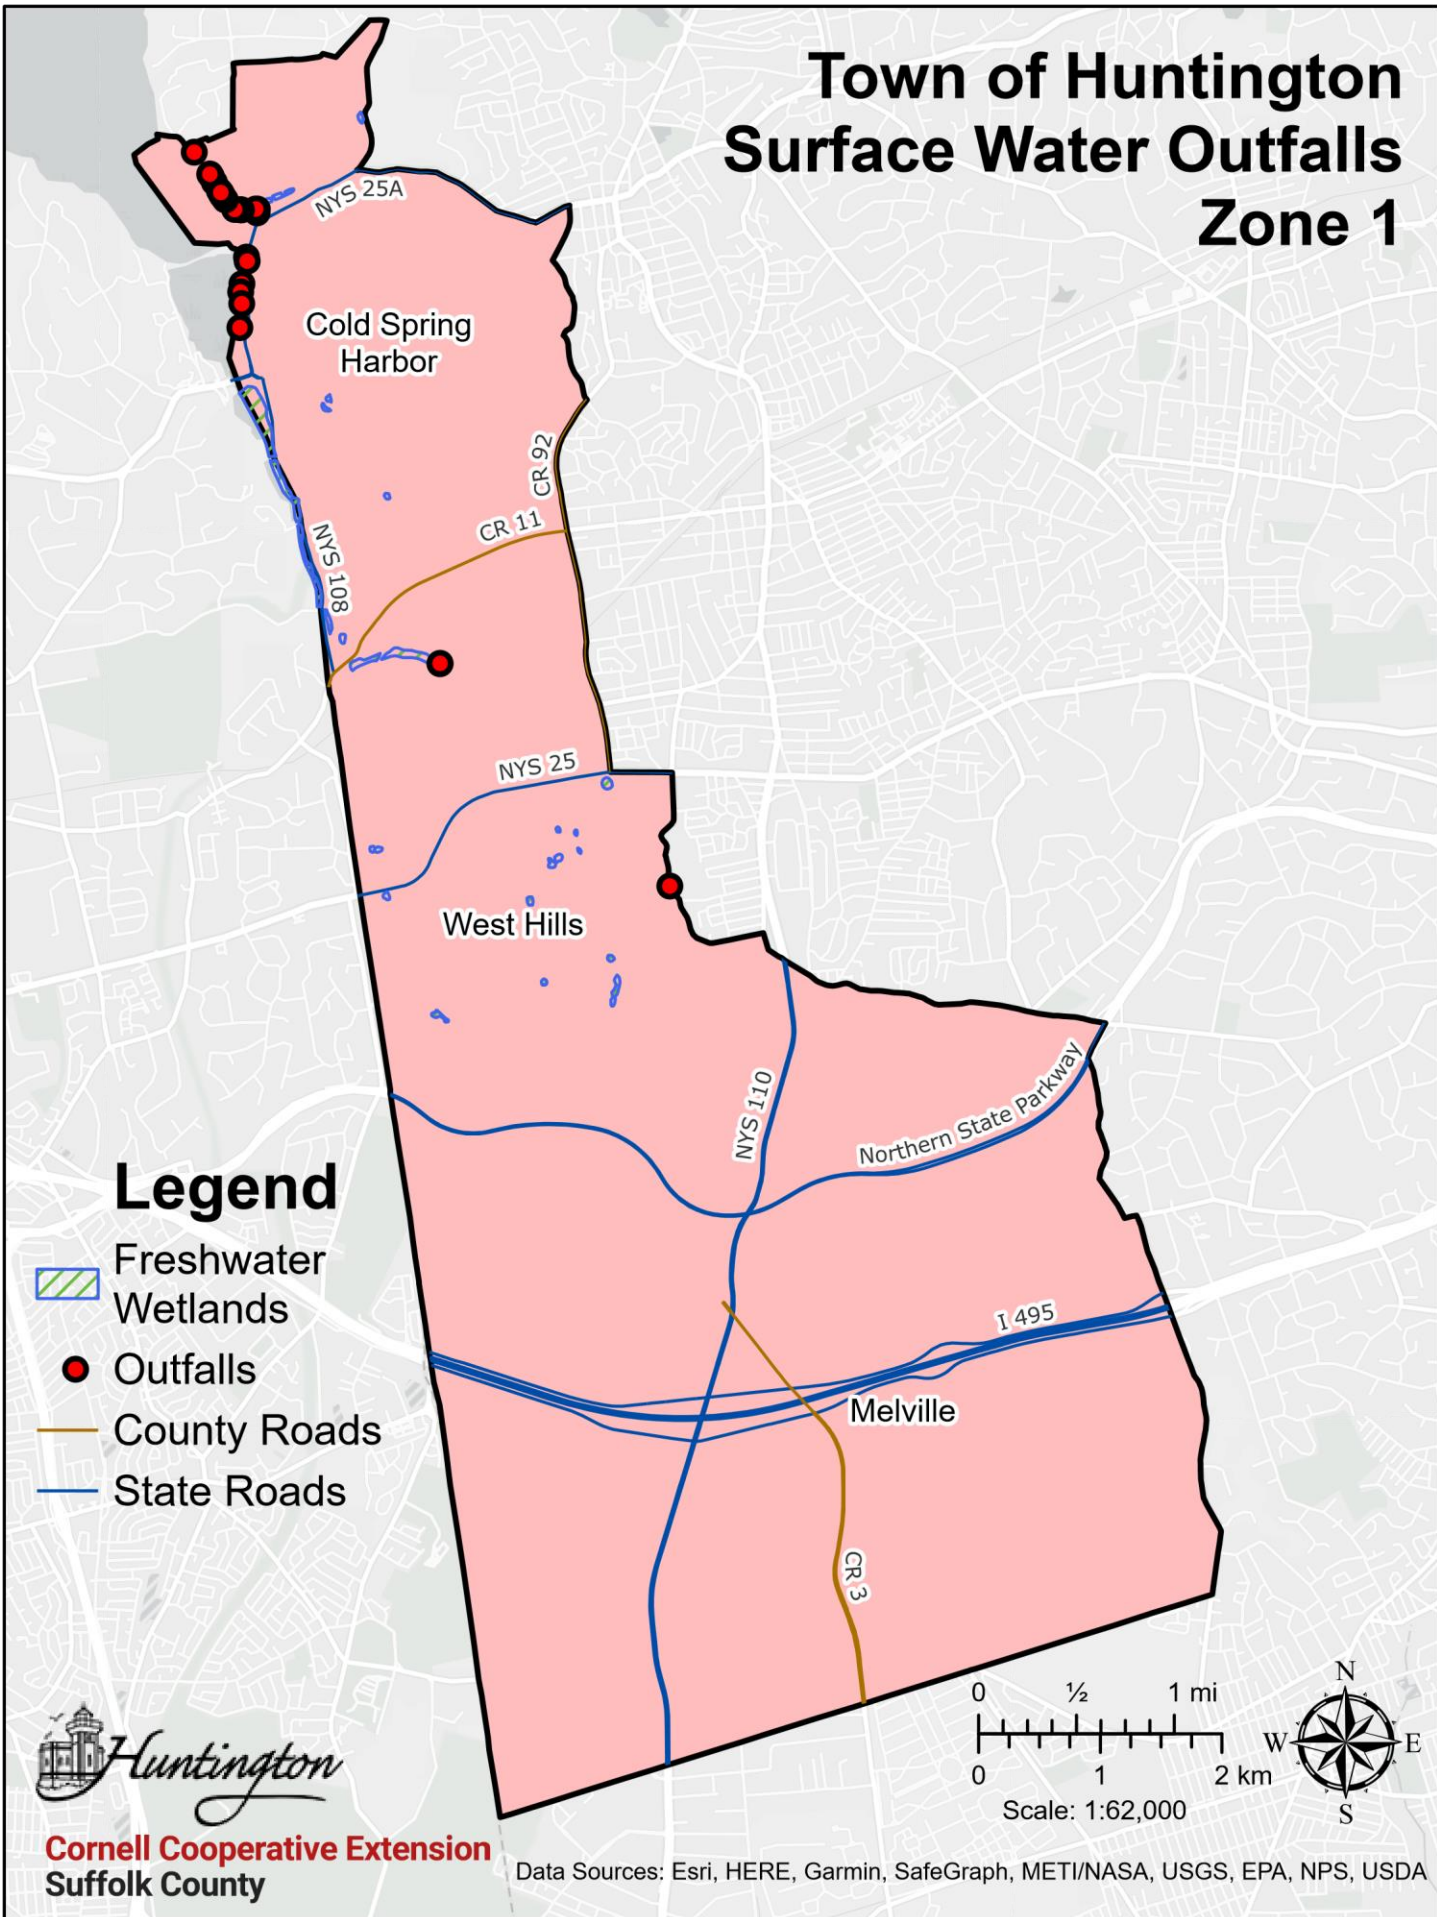 Town of Huntington
Surface Water Outfalls
Zone 1
NYS 25A
Cold Spring
Harbor
CR 92
CR 11
NYS 108
NYS 25
West Hills
NYS 110
Northern State Parkway
I 495
Melville
CR 3
Legend
Freshwater
Wetlands
Outfalls
County Roads
State Roads
0 ½ 1 mi
0 1 2 km
Scale: 1:62,000
N
W E
S
Huntington
Cornell Cooperative Extension
Suffolk County
Data Sources: Esri, HERE, Garmin, SafeGraph, METI/NASA, USGS, EPA, NPS, USDA